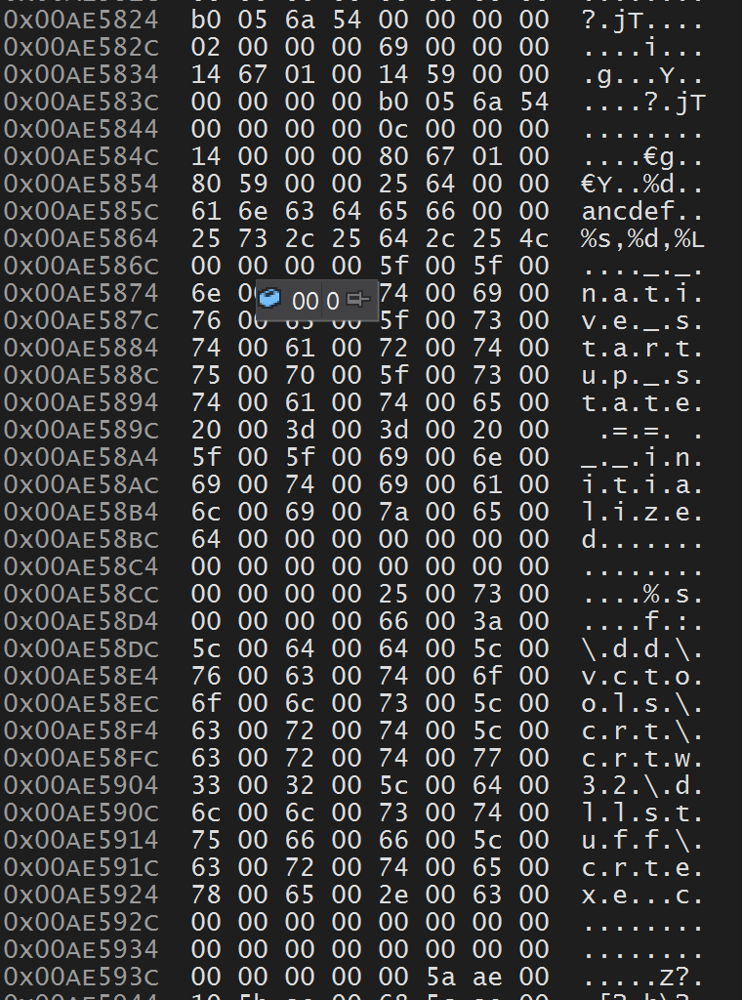 0x00AE5824 b0 05 6a 54 00 00 00 00 ?.jT....
0x00AE582C 02 00 00 00 69 00 00 00 ....i...
0x00AE5834 14 67 01 00 14 59 00 00 .g...Y..
0x00AE583C 00 00 00 00 b0 05 6a 54 ....?.jT
0x00AE5844 00 00 00 00 0c 00 00 00 ........
0x00AE584C 14 00 00 00 80 67 01 00 ....€g..
0x00AE5854 80 59 00 00 25 64 00 00 €Y..%d..
0x00AE585C 61 6e 63 64 65 66 00 00 ancdef..
0x00AE5864 25 73 2c 25 64 2c 25 4c %s,%d,%L
0x00AE586C 00 00 00 00 5f 00 5f 00 ...._._.
0x00AE5874 6e 00 0 74 00 69 00 n.a.t.i.
0x00AE587C 76 00 65 00 5f 00 73 00 v.e._.s.
0x00AE5884 74 00 61 00 72 00 74 00 t.a.r.t.
0x00AE588C 75 00 70 00 5f 00 73 00 u.p._.s.
0x00AE5894 74 00 61 00 74 00 65 00 t.a.t.e.
0x00AE589C 20 00 3d 00 3d 00 20 00 .=.=. .
0x00AE58A4 5f 00 5f 00 69 00 6e 00 _._.i.n.
0x00AE58AC 69 00 74 00 69 00 61 00 i.t.i.a.
0x00AE58B4 6c 00 69 00 7a 00 65 00 l.i.z.e.
0x00AE58BC 64 00 00 00 00 00 00 00 d.......
0x00AE58C4 00 00 00 00 00 00 00 00 ........
0x00AE58CC 00 00 00 00 25 00 73 00 ....%.s.
0x00AE58D4 00 00 00 00 66 00 3a 00 ....f.:.
0x00AE58DC 5c 00 64 00 64 00 5c 00 \.d.d.\.
0x00AE58E4 76 00 63 00 74 00 6f 00 v.c.t.o.
0x00AE58EC 6f 00 6c 00 73 00 5c 00 o.l.s.\.
0x00AE58F4 63 00 72 00 74 00 5c 00 c.r.t.\.
0x00AE58FC 63 00 72 00 74 00 77 00 c.r.t.w.
0x00AE5904 33 00 32 00 5c 00 64 00 3.2.\.d.
0x00AE590C 6c 00 6c 00 73 00 74 00 l.l.s.t.
0x00AE5914 75 00 66 00 66 00 5c 00 u.f.f.\.
0x00AE591C 63 00 72 00 74 00 65 00 c.r.t.e.
0x00AE5924 78 00 65 00 2e 00 63 00 x.e...c.
0x00AE592C 00 00 00 00 00 00 00 00 ........
0x00AE5934 00 00 00 00 00 00 00 00 ........
0x00AE593C 00 00 00 00 00 5a ae 00 .....Z?.